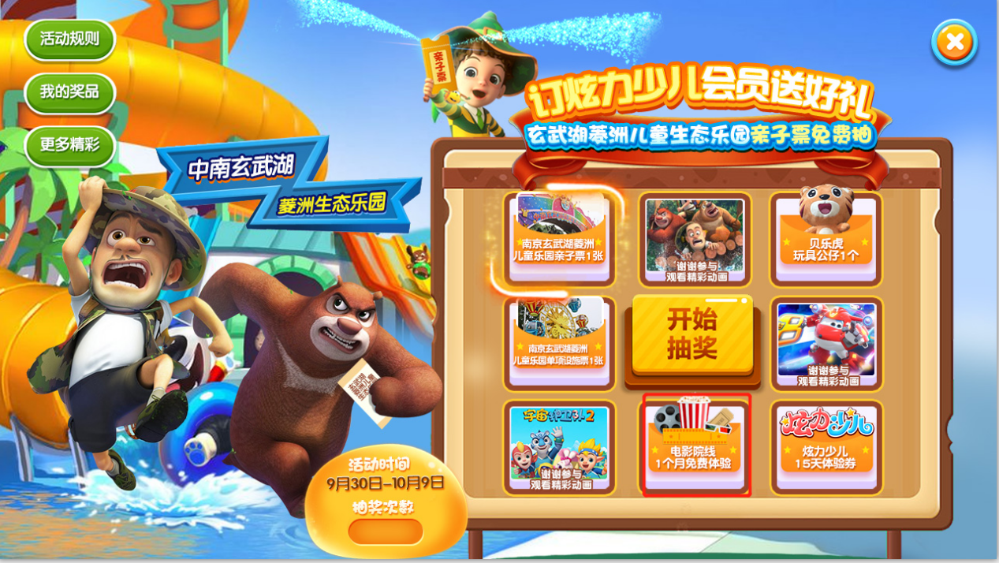 活动规则
我的奖品
更多精彩
亲子票
订炫力少儿会员送好礼
玄武湖菱洲儿童生态乐园亲子票免费抽
中南玄武湖
菱洲生态乐园
南京玄武湖菱洲
儿童乐园亲子票1张
谢谢参与
观看精彩动画
贝乐虎
玩具公仔1个
南京玄武湖菱洲
儿童乐园单项设施票1张
开始
抽奖
谢谢参与
观看精彩动画
宇宙护卫队2
谢谢参与
观看精彩动画
电影院线
1个月免费体验
炫力少儿
炫力少儿
15天体验券
活动时间
9月30日-10月9日
抽奖次数